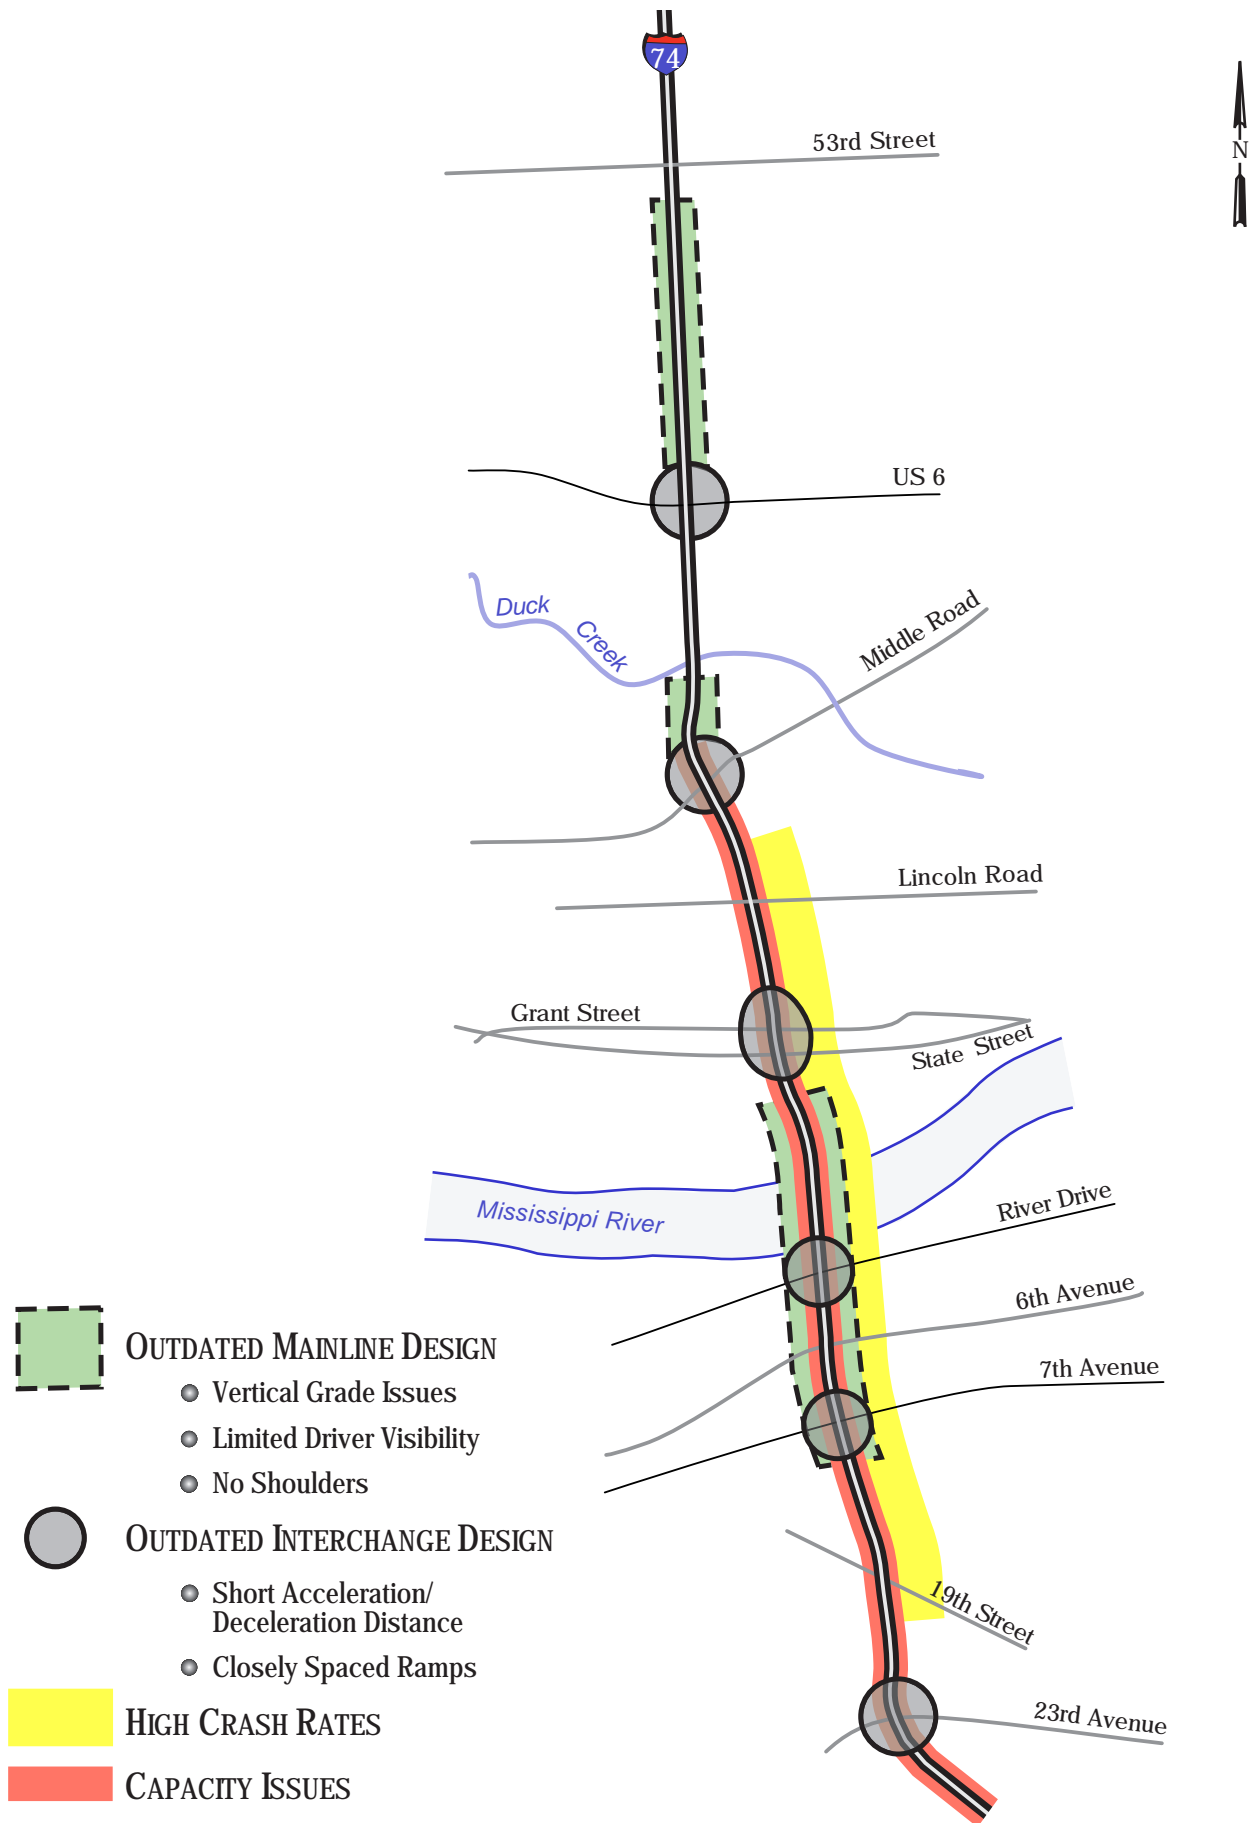 74
53rd Street
N
US 6
Duck
Creek
Middle Road
Lincoln Road
Grant Street
State Street
Mississippi River
River Drive
6th Avenue
7th Avenue
OUTDATED MAINLINE DESIGN
Vertical Grade Issues
Limited Driver Visibility
No Shoulders
OUTDATED INTERCHANGE DESIGN
Short Acceleration/
Deceleration Distance
Closely Spaced Ramps
19th Street
23rd Avenue
HIGH CRASH RATES
CAPACITY ISSUES